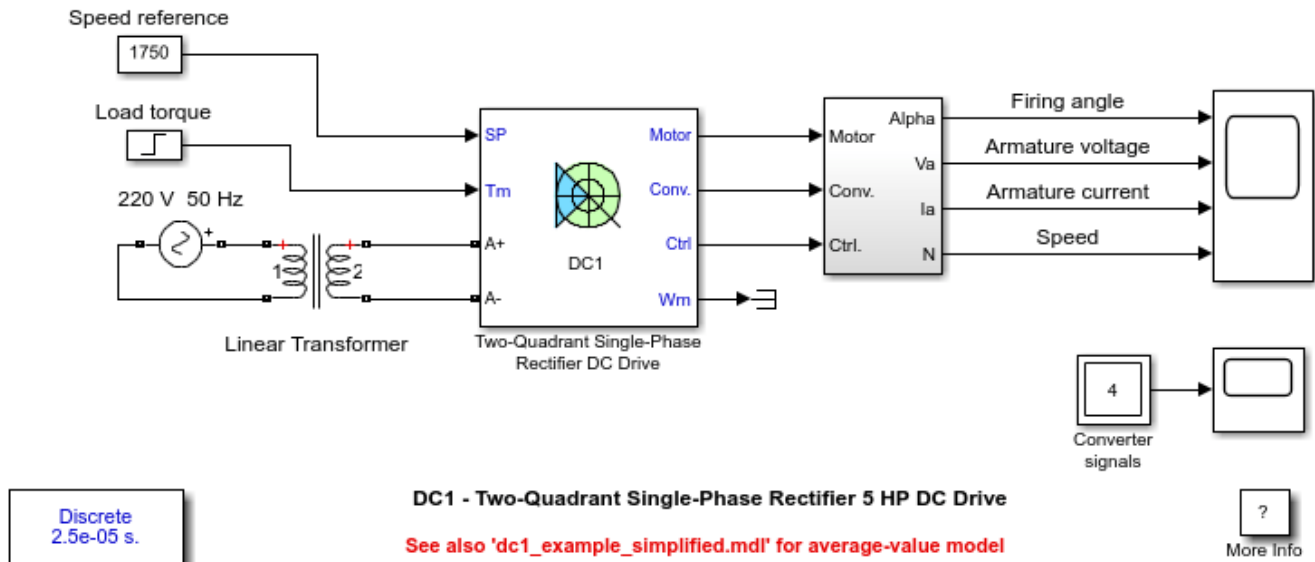 Speed reference
1750
Load torque
220 V 50 Hz
+
+
+
1
2
Linear Transformer
SP
Tm
A+
A-
Motor
Conv.
Ctrl
Wm
DC1
Two-Quadrant Single-Phase
Rectifier DC Drive
Motor
Conv.
Ctrl.
Alpha
Va
Ia
N
Firing angle
Armature voltage
Armature current
Speed
4
Converter
signals
Discrete
2.5e-05 s.
DC1 - Two-Quadrant Single-Phase Rectifier 5 HP DC Drive
See also 'dc1_example_simplified.mdl' for average-value model
?
More Info